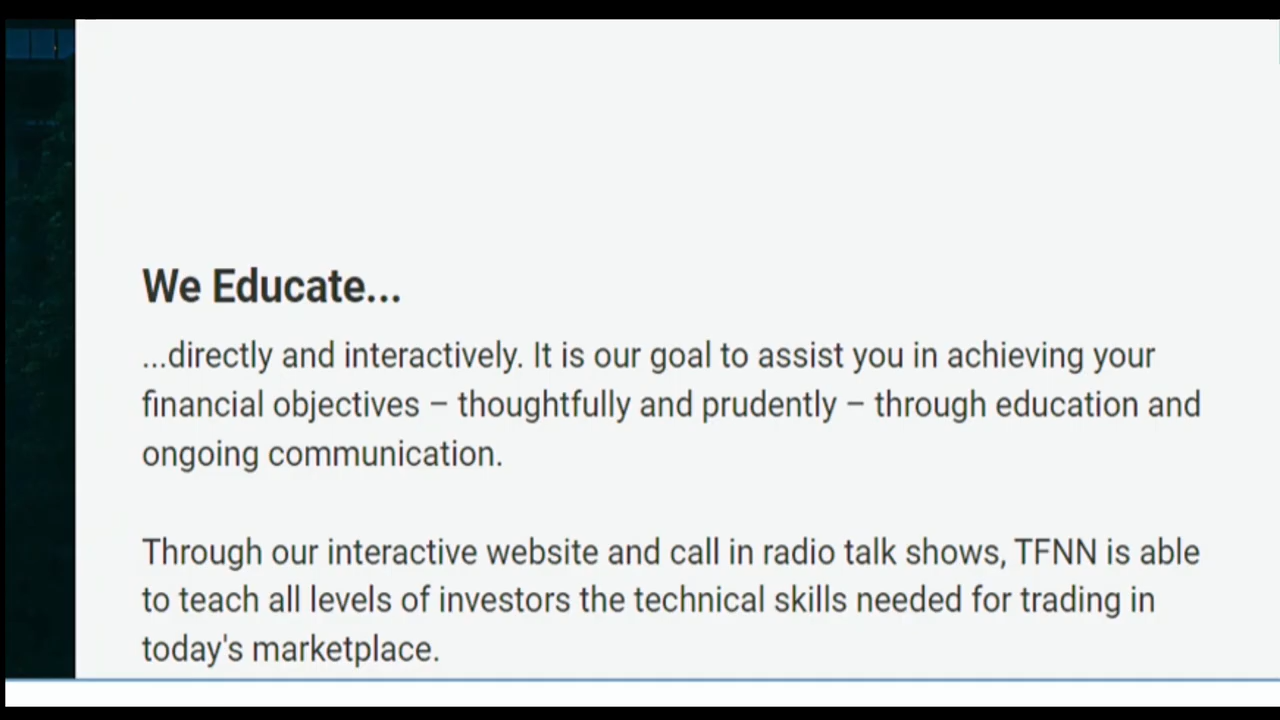 We Educate...
...directly and interactively. It is our goal to assist you in achieving your
financial objectives – thoughtfully and prudently – through education and
ongoing communication.
Through our interactive website and call in radio talk shows, TFNN is able
to teach all levels of investors the technical skills needed for trading in
today's marketplace.